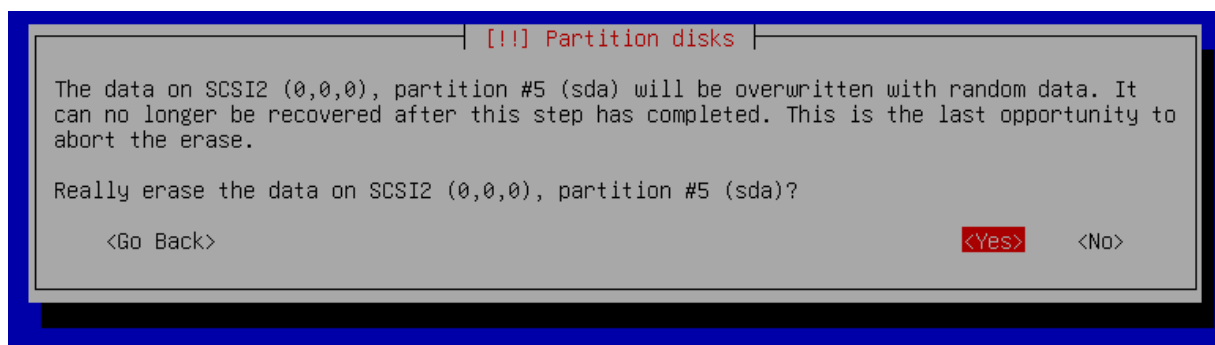 [!!] Partition disks
The data on SCSI2 (0,0,0), partition #5 (sda) will be overwritten with random data. It
can no longer be recovered after this step has completed. This is the last opportunity to
abort the erase.
Really erase the data on SCSI2 (0,0,0), partition #5 (sda)?
<Go Back> <Yes> <No>